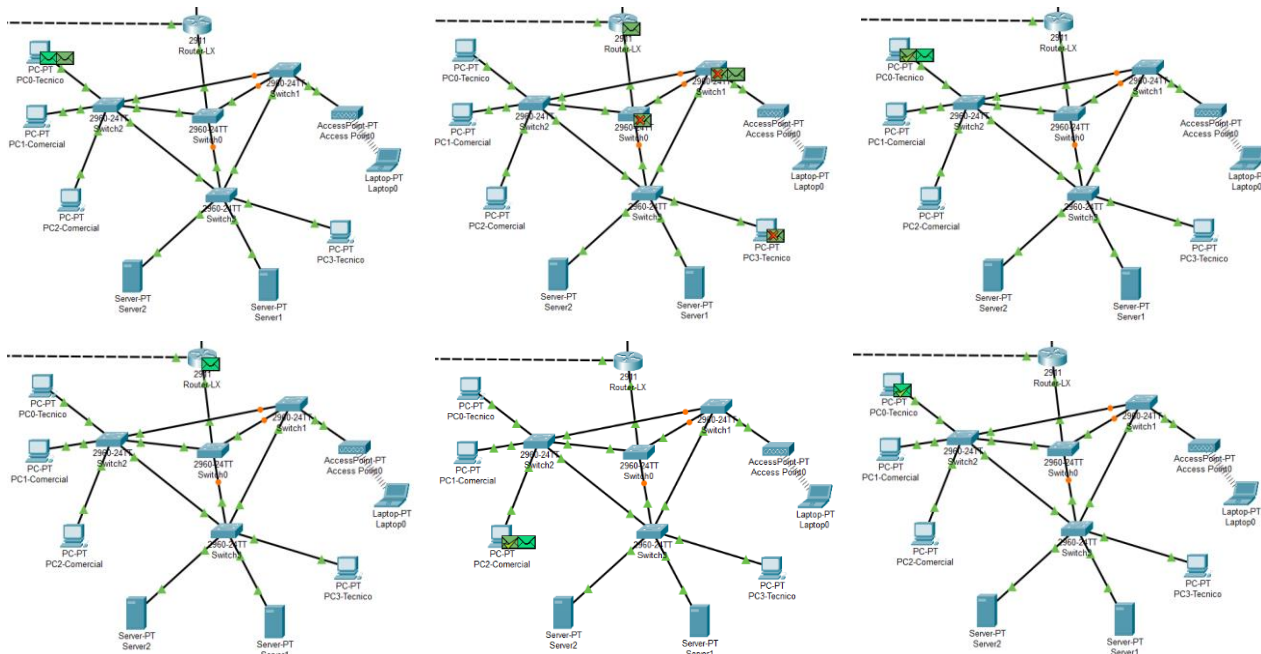 2911
Router-LX
PC-PT
PC0-Tecnico
2960-24TT
Switch1
2960-24TT
Switch2
2960-24TT
Switch0
PC-PT
PC1-Comercial
AccessPoint-PT
Access Point0
Laptop-PT
Laptop0
PC-PT
PC2-Comercial
2960-24TT
Switch3
PC-PT
PC3-Tecnico
Server-PT
Server2
Server-PT
Server1
2911
Router-LX
PC-PT
PC0-Tecnico
2960-24TT
Switch1
2960-24TT
Switch2
2960-24TT
Switch0
PC-PT
PC1-Comercial
AccessPoint-PT
Access Point0
Laptop-PT
Laptop0
PC-PT
PC2-Comercial
2960-24TT
Switch3
PC-PT
PC3-Tecnico
Server-PT
Server2
Server-PT
Server1
2911
Router-LX
PC-PT
PC0-Tecnico
2960-24TT
Switch1
2960-24TT
Switch2
2960-24TT
Switch0
PC-PT
PC1-Comercial
AccessPoint-PT
Access Point0
Laptop-PT
Laptop0
PC-PT
PC2-Comercial
2960-24TT
Switch3
PC-PT
PC3-Tecnico
Server-PT
Server2
Server-PT
Server1
2911
Router-LX
PC-PT
PC0-Tecnico
2960-24TT
Switch1
2960-24TT
Switch2
2960-24TT
Switch0
PC-PT
PC1-Comercial
AccessPoint-PT
Access Point0
Laptop-PT
Laptop0
PC-PT
PC2-Comercial
2960-24TT
Switch3
PC-PT
PC3-Tecnico
Server-PT
Server2
Server-PT
Server1
2911
Router-LX
PC-PT
PC0-Tecnico
2960-24TT
Switch1
2960-24TT
Switch2
2960-24TT
Switch0
PC-PT
PC1-Comercial
AccessPoint-PT
Access Point0
Laptop-PT
Laptop0
PC-PT
PC2-Comercial
2960-24TT
Switch3
PC-PT
PC3-Tecnico
Server-PT
Server2
Server-PT
Server1
2911
Router-LX
PC-PT
PC0-Tecnico
2960-24TT
Switch1
2960-24TT
Switch2
2960-24TT
Switch0
PC-PT
PC1-Comercial
AccessPoint-PT
Access Point0
Laptop-PT
Laptop0
PC-PT
PC2-Comercial
2960-24TT
Switch3
PC-PT
PC3-Tecnico
Server-PT
Server2
Server-PT
Server1